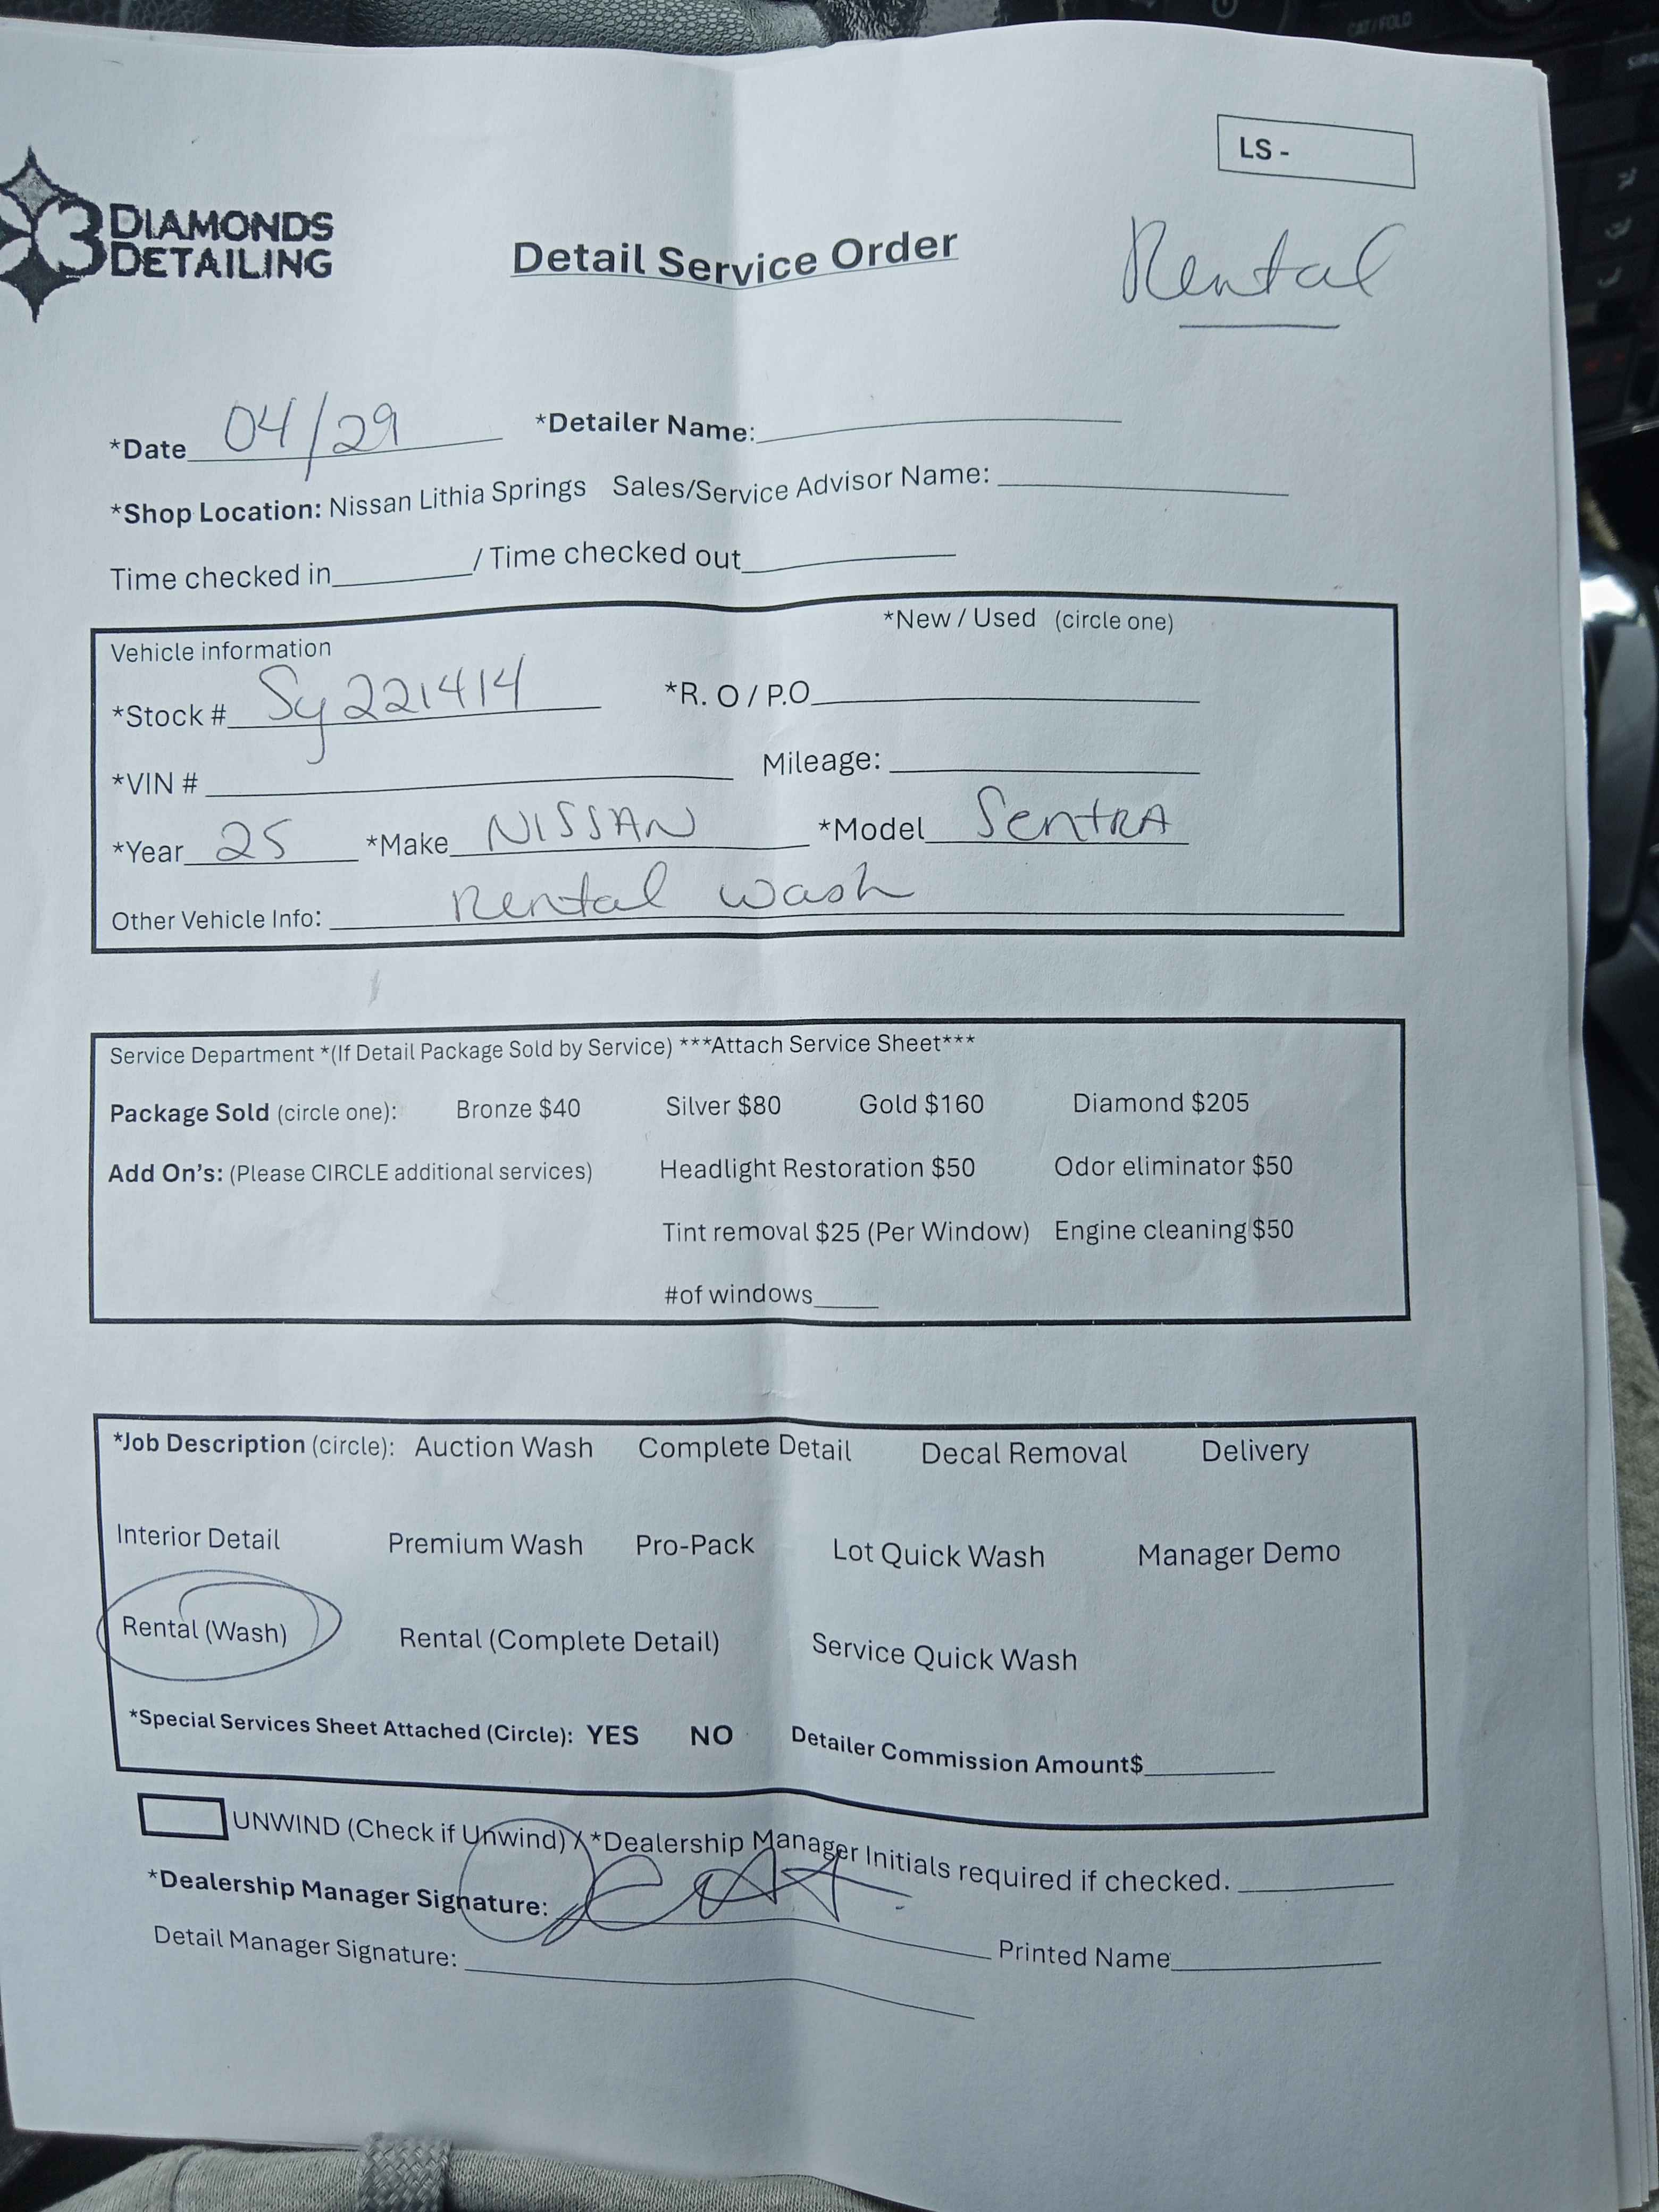 LS -
3 DIAMONDS
DETAILING
Detail Service Order
Rental
*Date 04/29 *Detailer Name:
*Shop Location: Nissan Lithia Springs Sales/Service Advisor Name:
Time checked in / Time checked out
*New / Used (circle one)
Vehicle information
*Stock # Sy221414 *R. O / P.O
*VIN # Mileage:
*Year 25 *Make NISSAN *Model SentRA
Other Vehicle Info: Rental wash
Service Department *(If Detail Package Sold by Service) ***Attach Service Sheet***
Package Sold (circle one): Bronze $40 Silver $80 Gold $160 Diamond $205
Add On's: (Please CIRCLE additional services) Headlight Restoration $50 Odor eliminator $50
Tint removal $25 (Per Window) Engine cleaning $50
#of windows
*Job Description (circle): Auction Wash Complete Detail Decal Removal Delivery
Interior Detail Premium Wash Pro-Pack Lot Quick Wash Manager Demo
Rental (Wash) Rental (Complete Detail) Service Quick Wash
*Special Services Sheet Attached (Circle): YES NO Detailer Commission Amount$
UNWIND (Check if Unwind) / *Dealership Manager Initials required if checked.
*Dealership Manager Signature:
Printed Name
Detail Manager Signature: